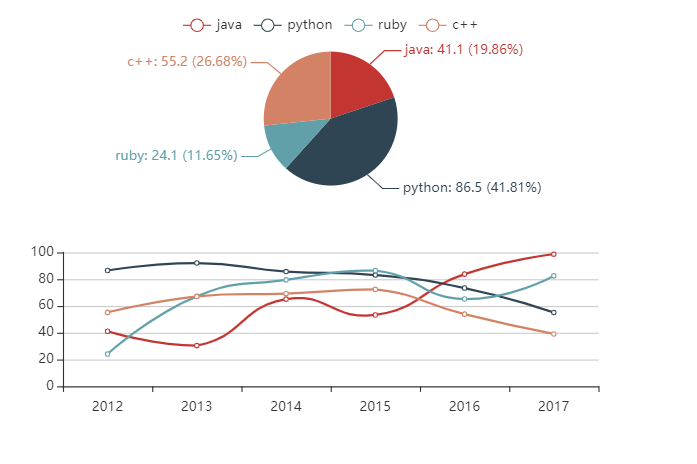 java python ruby c++
java: 41.1 (19.86%)
c++: 55.2 (26.68%)
ruby: 24.1 (11.65%)
python: 86.5 (41.81%)
100
80
60
40
20
0
2012 2013 2014 2015 2016 2017